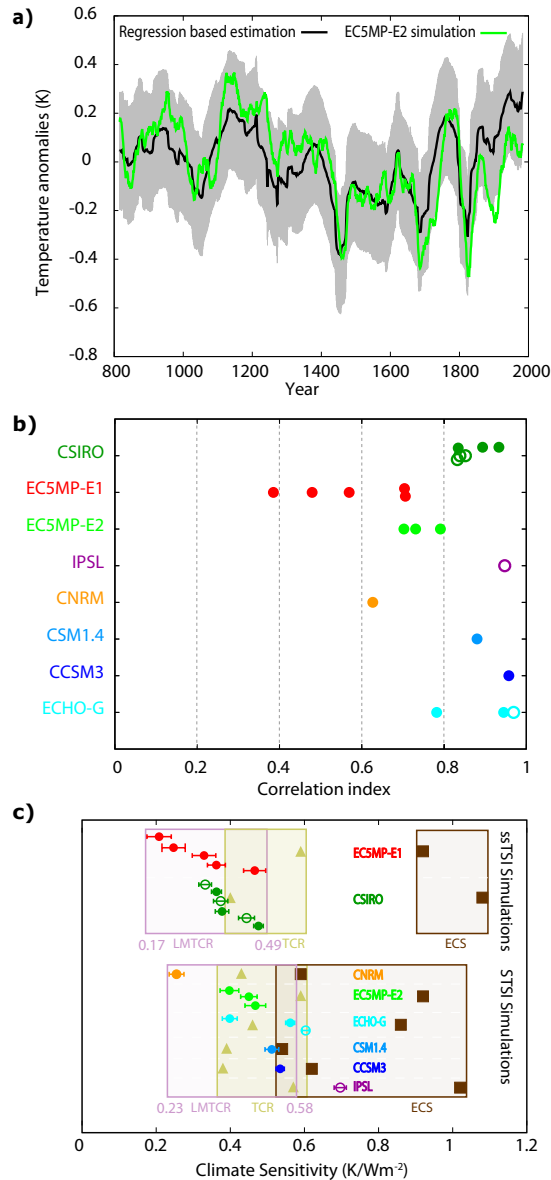 a)
Regression based estimation EC5MP-E2 simulation
Temperature anomalies (K)
0.6
0.4
0.2
0
-0.2
-0.4
-0.6
-0.8
800 1000 1200 1400 1600 1800 2000
Year
b)
CSIRO
EC5MP-E1
EC5MP-E2
IPSL
CNRM
CSM1.4
CCSM3
ECHO-G
0 0.2 0.4 0.6 0.8 1
Correlation index
c)
EC5MP-E1
CSIRO
0.17 LMTCR 0.49 TCR ECS
ssTSI Simulations
CNRM
EC5MP-E2
ECHO-G
CSM1.4
CCSM3
IPSL
0.23 LMTCR TCR 0.58 ECS
STSI Simulations
0 0.2 0.4 0.6 0.8 1 1.2
Climate Sensitivity (K/Wm-2)